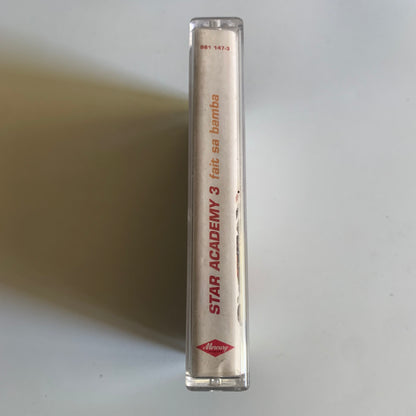 981 147-3
STAR ACADEMY 3 fait sa bamba
Mercury